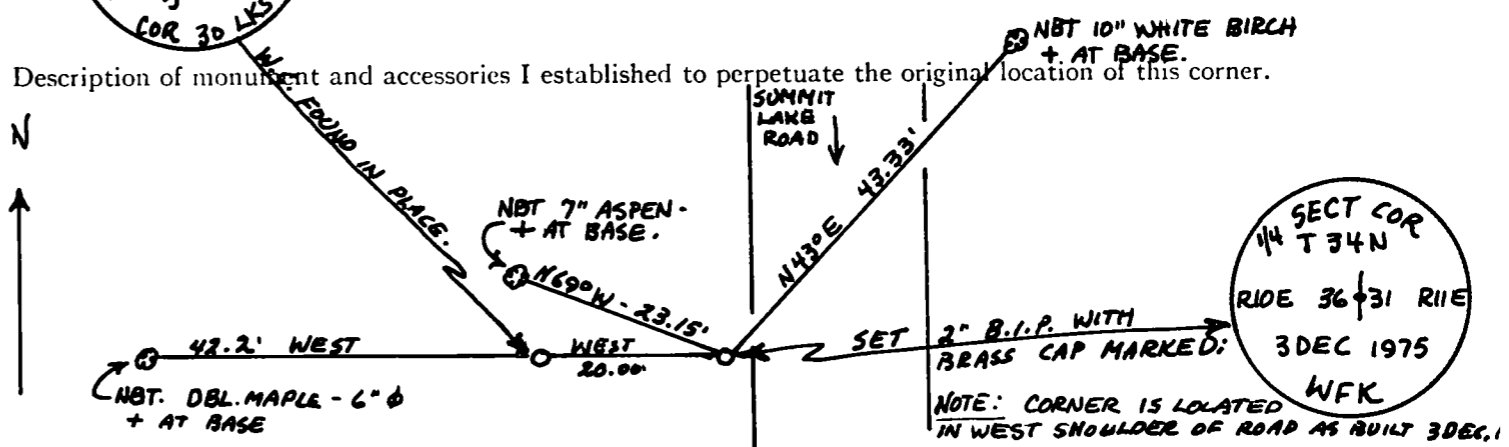 COR 30 LKS
Description of monument and accessories I established to perpetuate the original location of this corner.
N
W.C. FOUND IN PLACE.
NBT 7" ASPEN -
+ AT BASE.
N69°W - 23.15'
SUMMIT
LAKE
ROAD
N43°E 43.33'
NBT 10" WHITE BIRCH
+ AT BASE.
42.2' WEST
WEST
20.00'
NBT. DBL. MAPLE - 6" ϕ
+ AT BASE
SET 2" B.I.P. WITH
BRASS CAP MARKED:
SECT COR
1/4 T 34N
R10E 36 31 R11E
3 DEC 1975
WFK
NOTE: CORNER IS LOCATED
IN WEST SHOULDER OF ROAD AS BUILT 3 DEC,